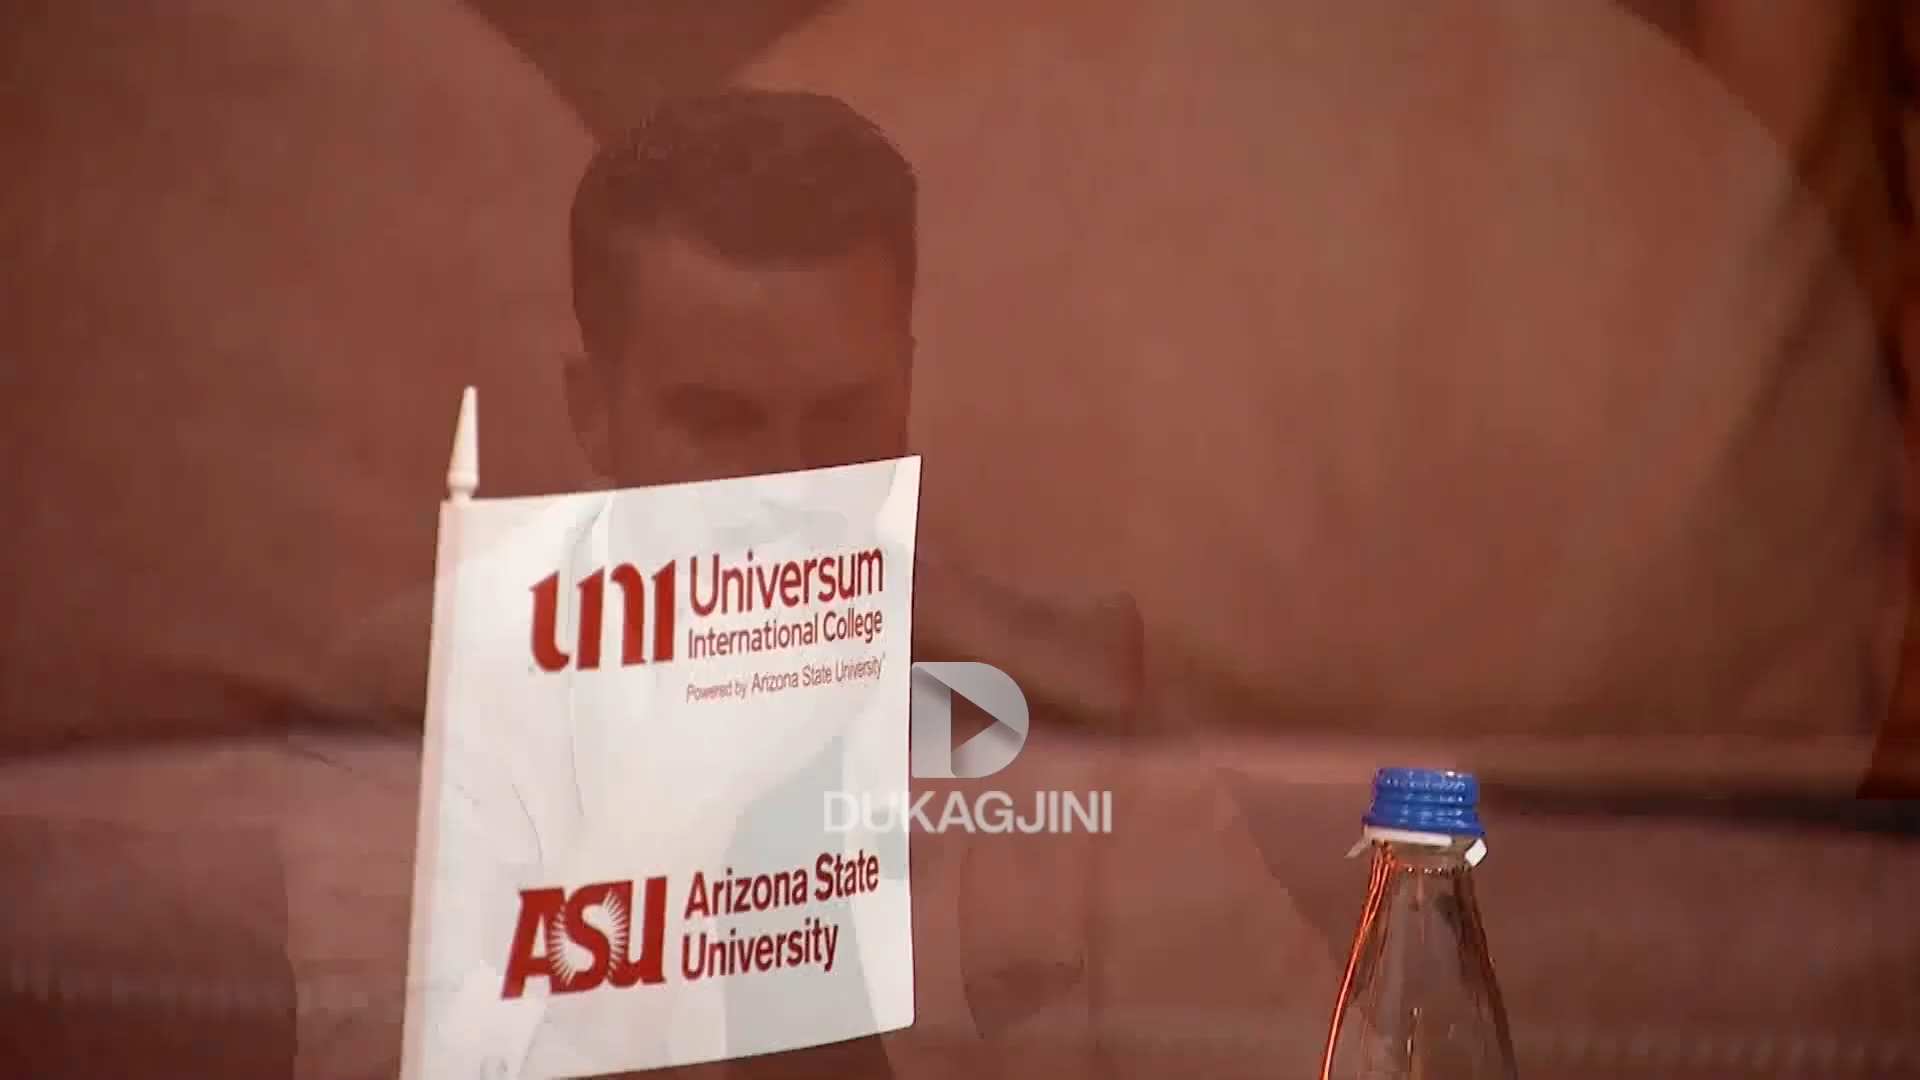 UNI Universum
International College
Powered by Arizona State University®
DUKAGJINI
ASU Arizona State
University